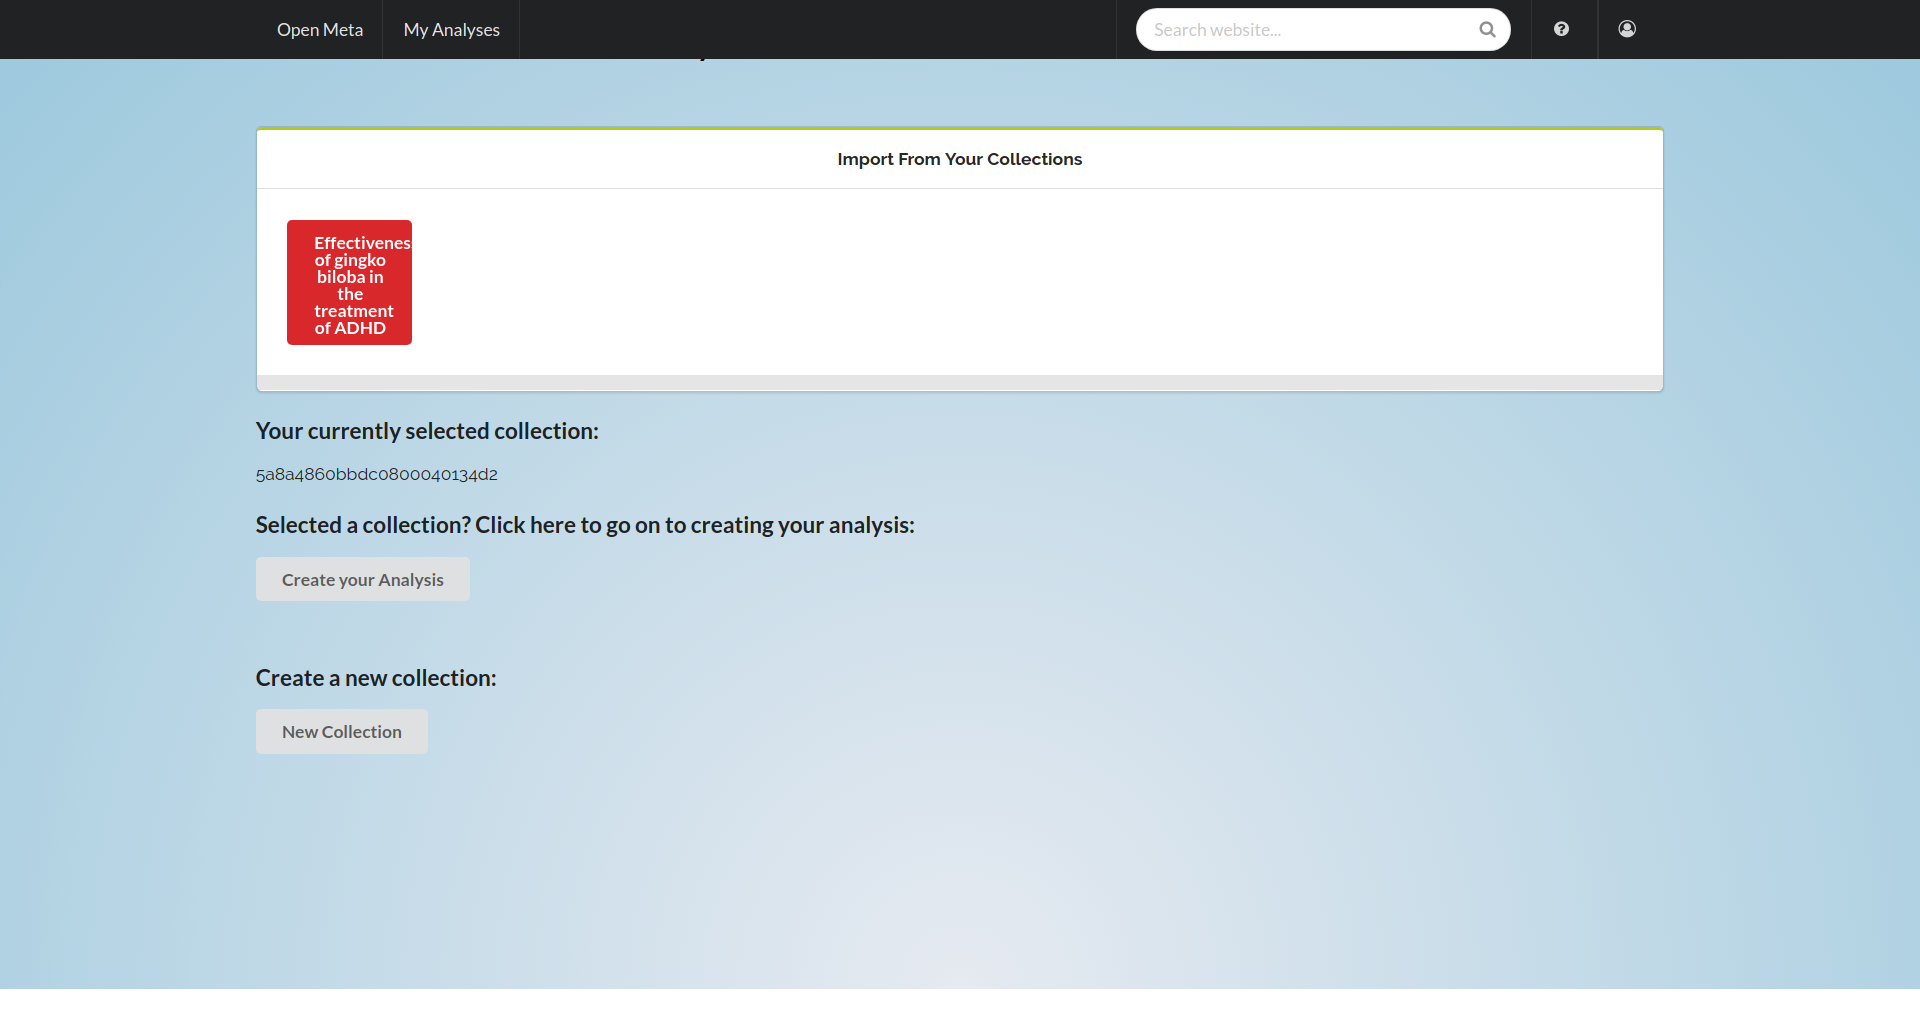 Open Meta
My Analyses
Search website...
Import From Your Collections
Effectivenes
of gingko
biloba in
the
treatment
of ADHD
Your currently selected collection:
5a8a4860bbdc0800040134d2
Selected a collection? Click here to go on to creating your analysis:
Create your Analysis
Create a new collection:
New Collection